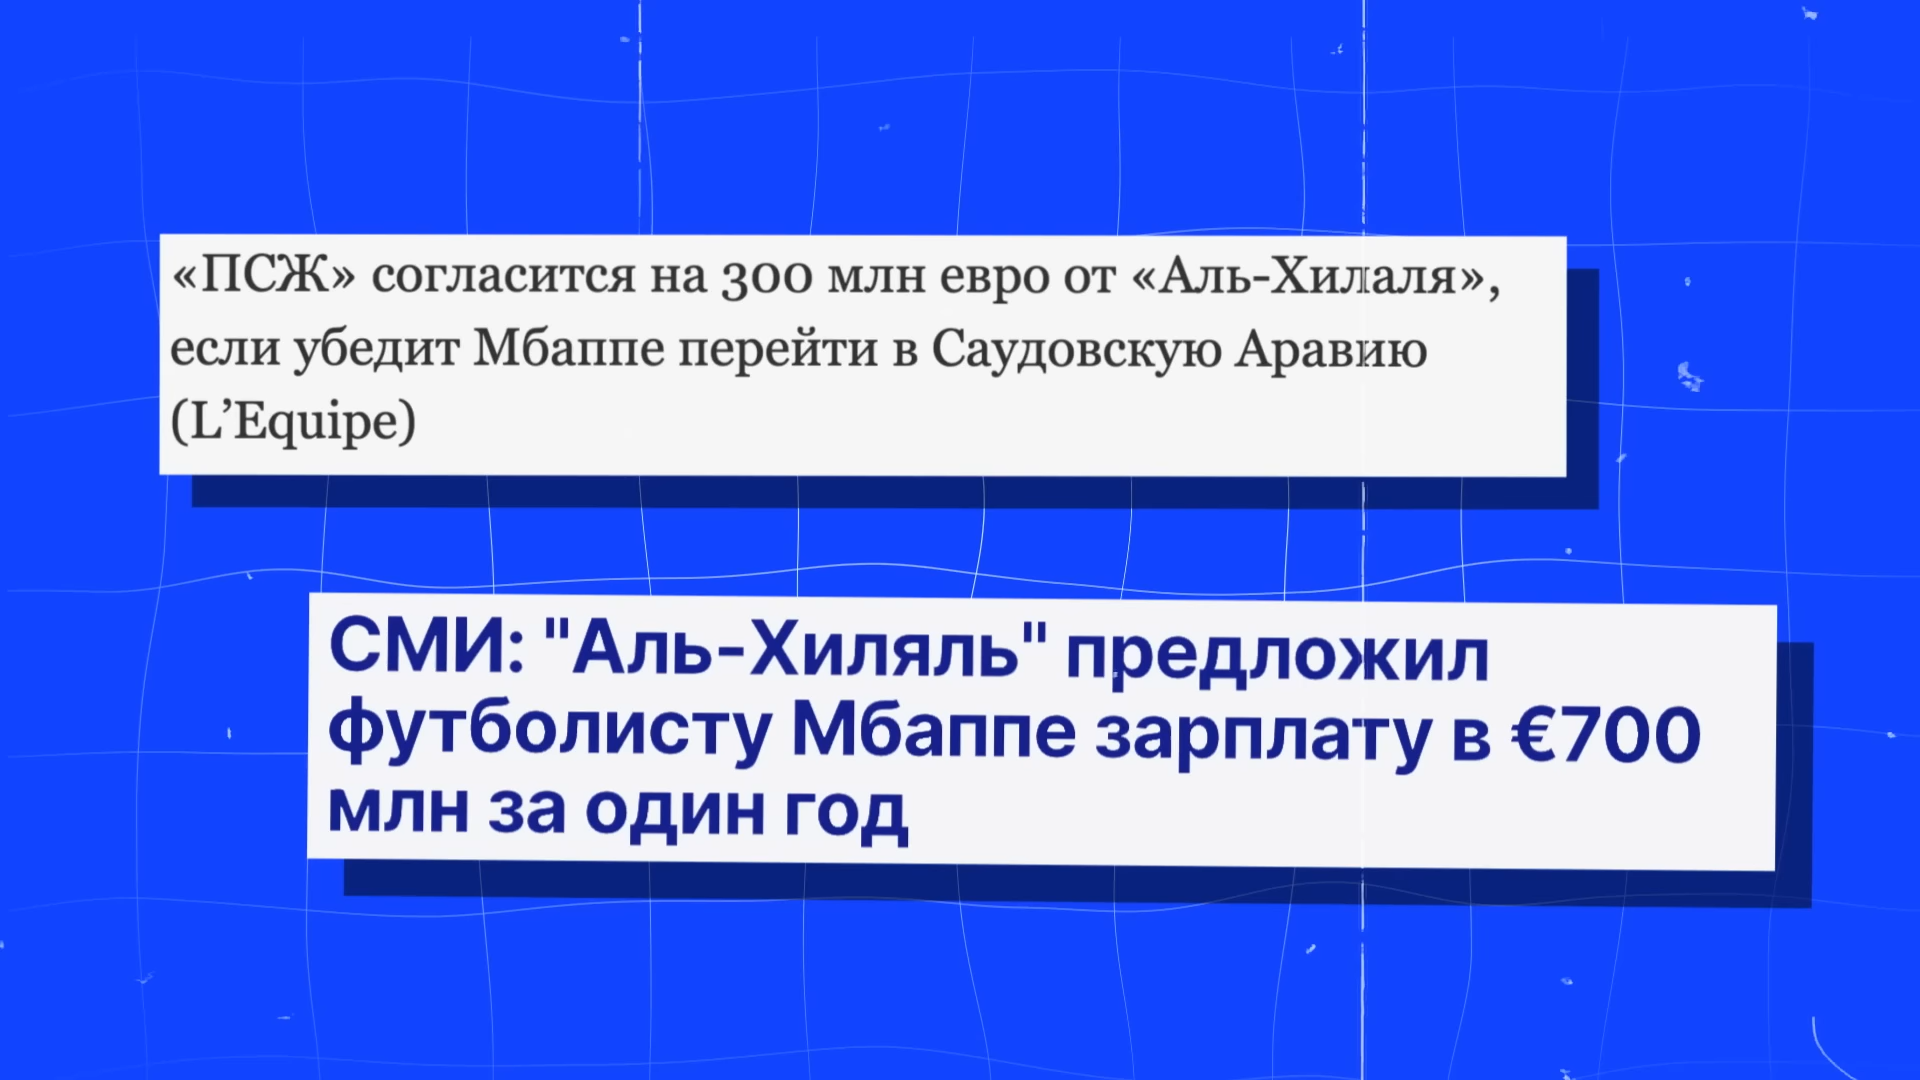 «ПСЖ» согласится на 300 млн евро от «Аль-Хилаля»,
если убедит Мбаппе перейти в Саудовскую Аравию
(L’Equipe)
СМИ: "Аль-Хиляль" предложил
футболисту Мбаппе зарплату в €700
млн за один год